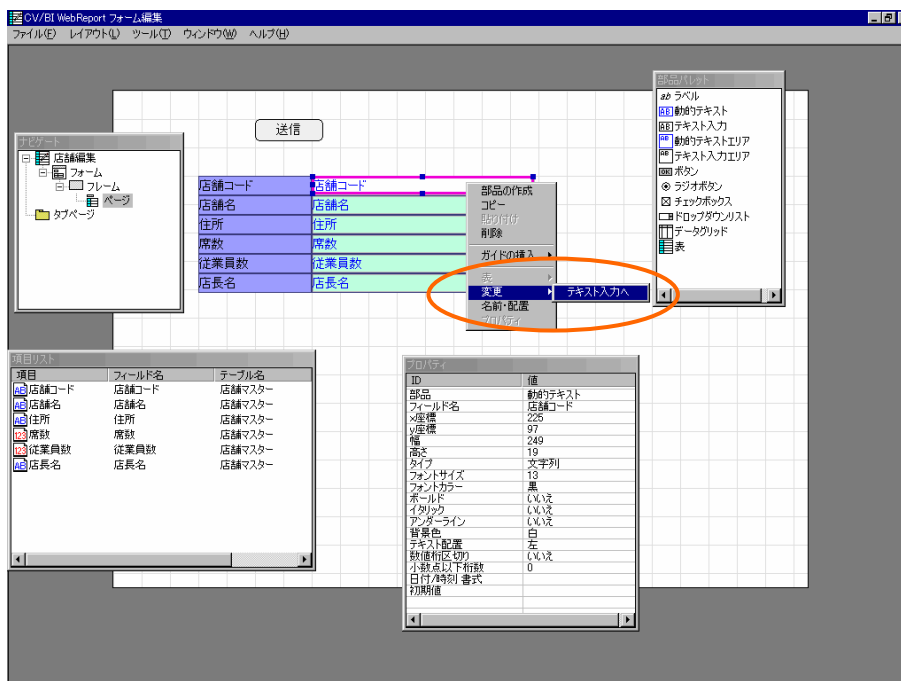 CV/BI WebReport フォーム編集
ファイル(F) レイアウト(L) ツール(T) ウィンドウ(W) ヘルプ(H)
送信
ナビゲート
店舗編集
フォーム
フレーム
ページ
タブページ
店舗コード 店舗コード
店舗名 店舗名
住所 住所
席数 席数
従業員数 従業員数
店長名 店長名
部品の作成
コピー
貼り付け
削除
ガイドの挿入
表
変更
名前・配置
プロパティ
テキスト入力へ
部品パレット
ab ラベル
AB 動的テキスト
AB テキスト入力
AB 動的テキストエリア
AB テキスト入力エリア
OK ボタン
ラジオボタン
チェックボックス
ドロップダウンリスト
データグリッド
表
項目リスト
項目 フィールド名 テーブル名
AB 店舗コード 店舗コード 店舗マスター
AB 店舗名 店舗名 店舗マスター
AB 住所 住所 店舗マスター
123 席数 席数 店舗マスター
123 従業員数 従業員数 店舗マスター
AB 店長名 店長名 店舗マスター
プロパティ
ID 値
部品 動的テキスト
フィールド名 店舗コード
x座標 225
y座標 97
幅 249
高さ 19
タイプ 文字列
フォントサイズ 13
フォントカラー 黒
ボールド いいえ
イタリック いいえ
アンダーライン いいえ
背景色 白
テキスト配置 左
数値桁区切り いいえ
小数点以下桁数 0
日付/時刻 書式
初期値